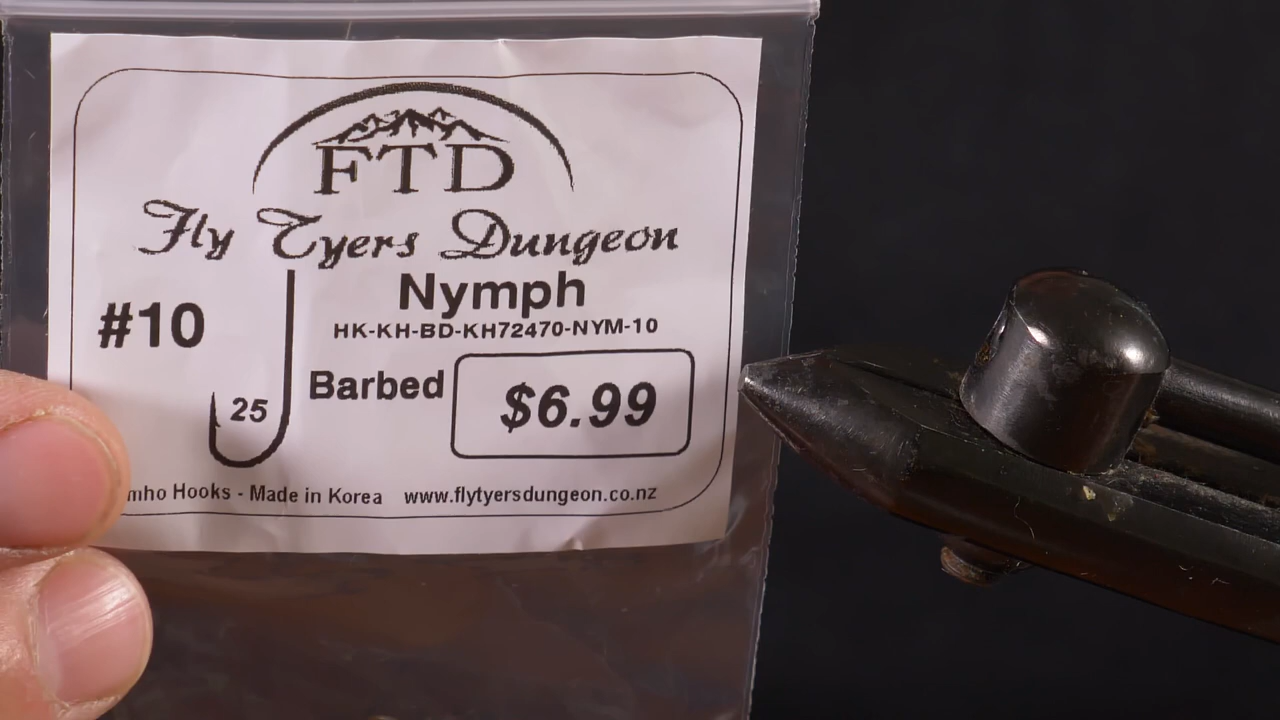 FTD
Fly Tyers Dungeon
Nymph
#10
HK-KH-BD-KH72470-NYM-10
Barbed
$6.99
25
Hooks - Made in Korea www.flytyersdungeon.co.nz